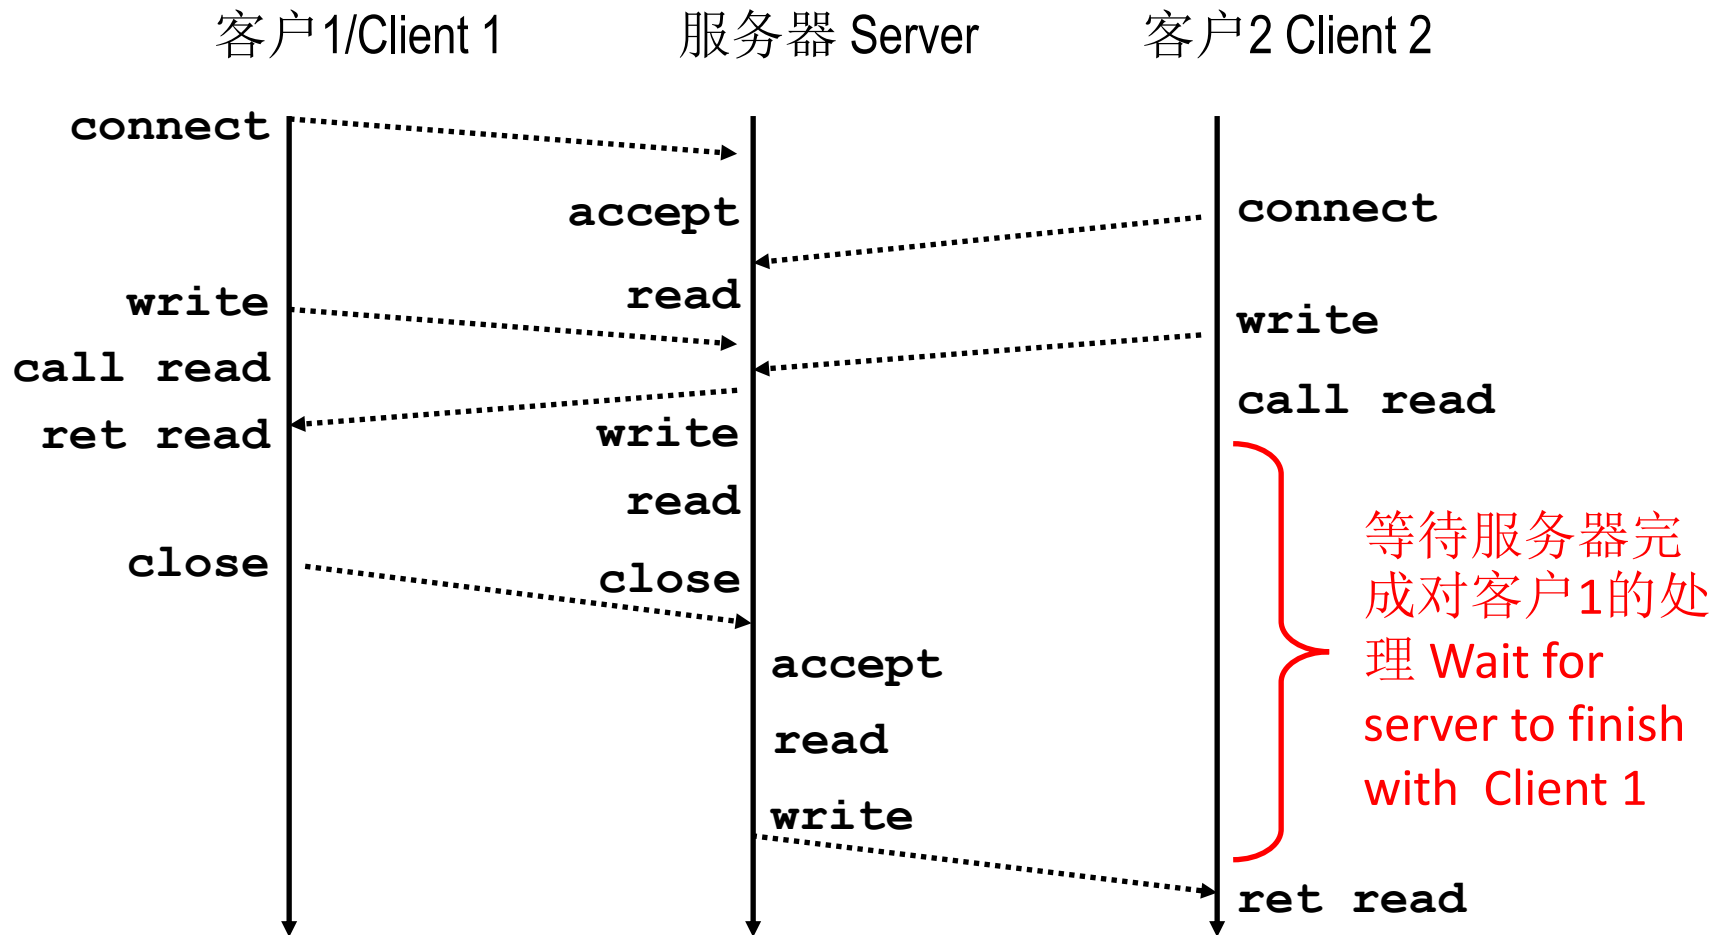 客户1/Client 1
服务器 Server
客户2 Client 2
connect
accept
connect
write
read
write
call read
call read
ret read
write
read
close
close
等待服务器完
成对客户1的处
理 Wait for
server to finish
with Client 1
accept
read
write
ret read